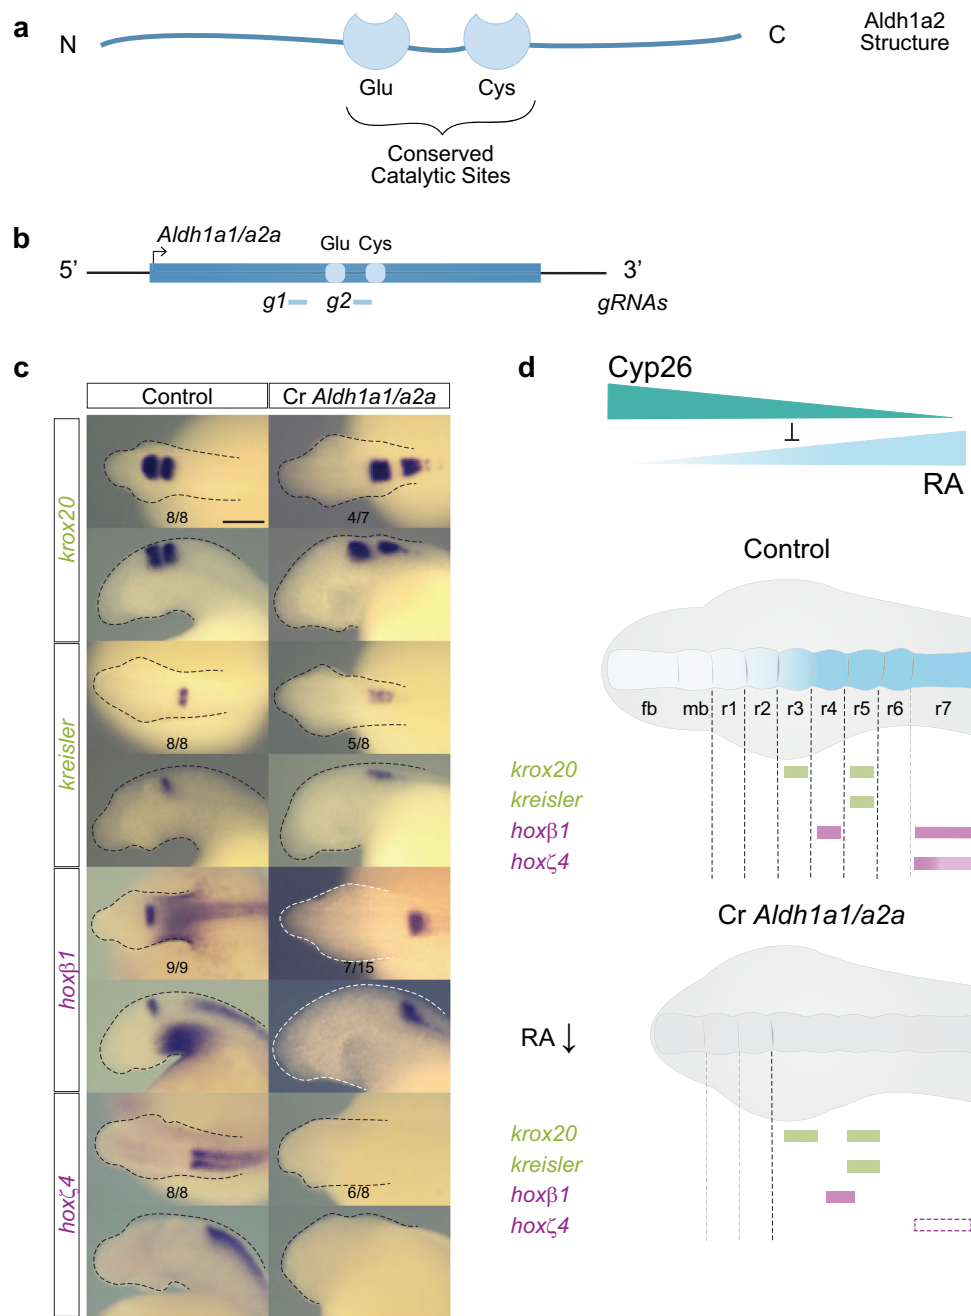 a
N
C
Aldh1a2
Structure
Glu
Cys
Conserved
Catalytic Sites
b
Aldh1a1/a2a
Glu
Cys
5’
3’
g1
g2
gRNAs
c
Control
Cr Aldh1a1/a2a
krox20
8/8
4/7
kreisler
8/8
5/8
hoxβ1
9/9
7/15
hoxζ4
8/8
6/8
d
Cyp26
RA
Control
fb mb r1 r2 r3 r4 r5 r6 r7
krox20
kreisler
hoxβ1
hoxζ4
Cr Aldh1a1/a2a
RA ↓
krox20
kreisler
hoxβ1
hoxζ4